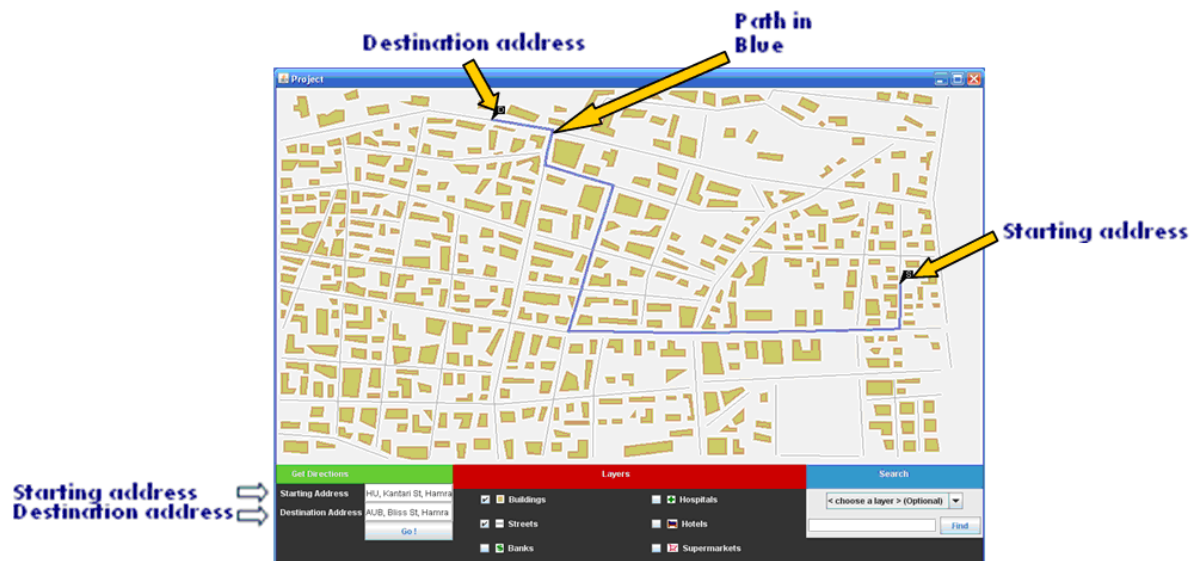 Path in
Blue
Destination address
Project
D
Starting address
S
Get Directions
Layers
Search
Starting address
Destination address
Starting Address
HU, Kantari St, Hamra
Destination Address
AUB, Bliss St, Hamra
Go !
Buildings
Hospitals
Streets
Hotels
Banks
Supermarkets
< choose a layer > (Optional)
Find